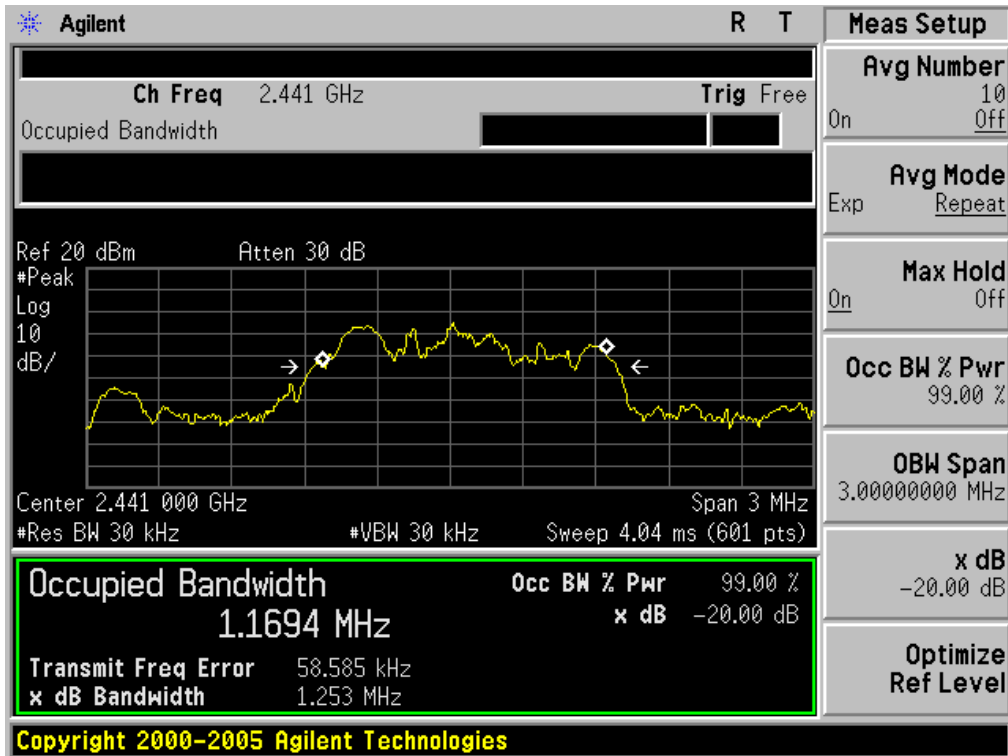 Agilent R T
Ch Freq 2.441 GHz Trig Free
Occupied Bandwidth
Ref 20 dBm Atten 30 dB
#Peak
Log
10
dB/
Center 2.441 000 GHz Span 3 MHz
#Res BW 30 kHz #VBW 30 kHz Sweep 4.04 ms (601 pts)
Occupied Bandwidth Occ BW % Pwr 99.00 %
1.1694 MHz x dB -20.00 dB
Transmit Freq Error 58.585 kHz
x dB Bandwidth 1.253 MHz
Copyright 2000-2005 Agilent Technologies
Meas Setup
Avg Number
10
On Off
Avg Mode
Exp Repeat
Max Hold
On Off
Occ BW % Pwr
99.00 %
OBW Span
3.00000000 MHz
x dB
-20.00 dB
Optimize
Ref Level